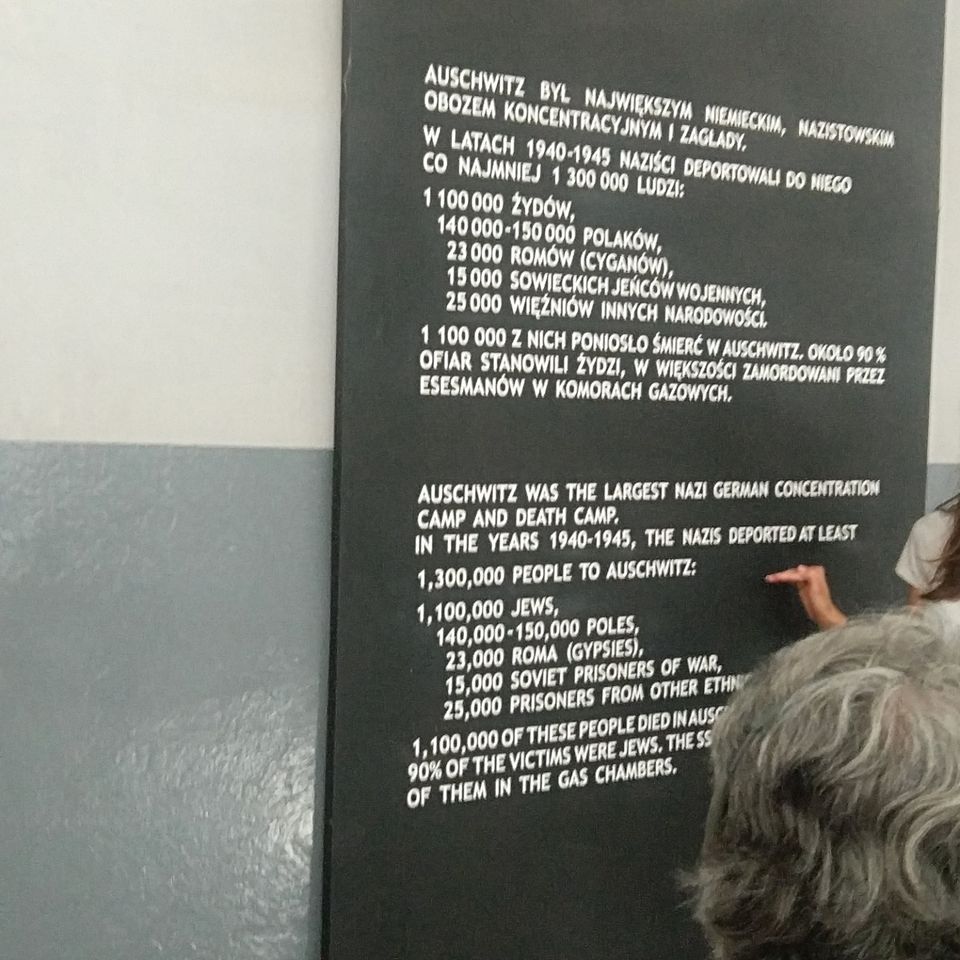 AUSCHWITZ BYŁ NAJWIĘKSZYM NIEMIECKIM, NAZISTOWSKIM
OBOZEM KONCENTRACYJNYM I ZAGŁADY.
W LATACH 1940-1945 NAZIŚCI DEPORTOWALI DO NIEGO
CO NAJMNIEJ 1 300 000 LUDZI:
1 100 000 ŻYDÓW,
140 000-150 000 POLAKÓW,
23 000 ROMÓW (CYGANÓW),
15 000 SOWIECKICH JEŃCÓW WOJENNYCH,
25 000 WIĘŹNIÓW INNYCH NARODOWOŚCI.
1 100 000 Z NICH PONIOSŁO ŚMIERĆ W AUSCHWITZ. OKOŁO 90 %
OFIAR STANOWILI ŻYDZI, W WIĘKSZOŚCI ZAMORDOWANI PRZEZ
ESESMANÓW W KOMORACH GAZOWYCH.
AUSCHWITZ WAS THE LARGEST NAZI GERMAN CONCENTRATION
CAMP AND DEATH CAMP.
IN THE YEARS 1940-1945, THE NAZIS DEPORTED AT LEAST
1,300,000 PEOPLE TO AUSCHWITZ:
1,100,000 JEWS,
140,000-150,000 POLES,
23,000 ROMA (GYPSIES),
15,000 SOVIET PRISONERS OF WAR,
25,000 PRISONERS FROM OTHER
1,100,000 OF THESE PEOPLE DIED IN
90% OF THE VICTIMS WERE JEWS. THE SS
OF THEM IN THE GAS CHAMBERS.